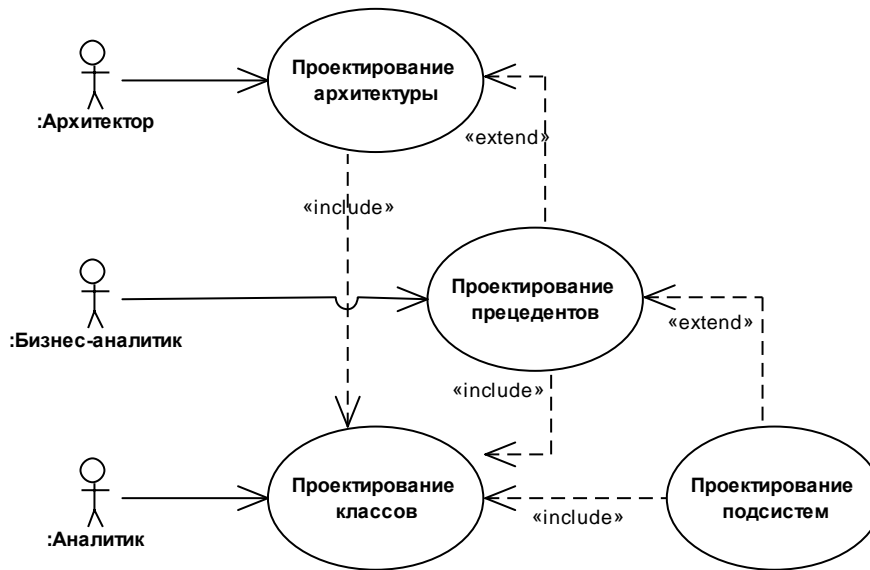 Проектирование
архитектуры
:Архитектор
«extend»
«include»
Проектирование
прецедентов
:Бизнес-аналитик
«extend»
«include»
Проектирование
классов
Проектирование
подсистем
«include»
:Аналитик